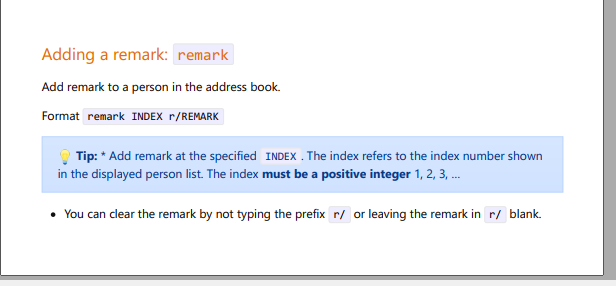 Adding a remark: remark
Add remark to a person in the address book.
Format remark INDEX r/REMARK
💡 Tip: * Add remark at the specified INDEX . The index refers to the index number shown
in the displayed person list. The index must be a positive integer 1, 2, 3, …
• You can clear the remark by not typing the prefix r/ or leaving the remark in r/ blank.